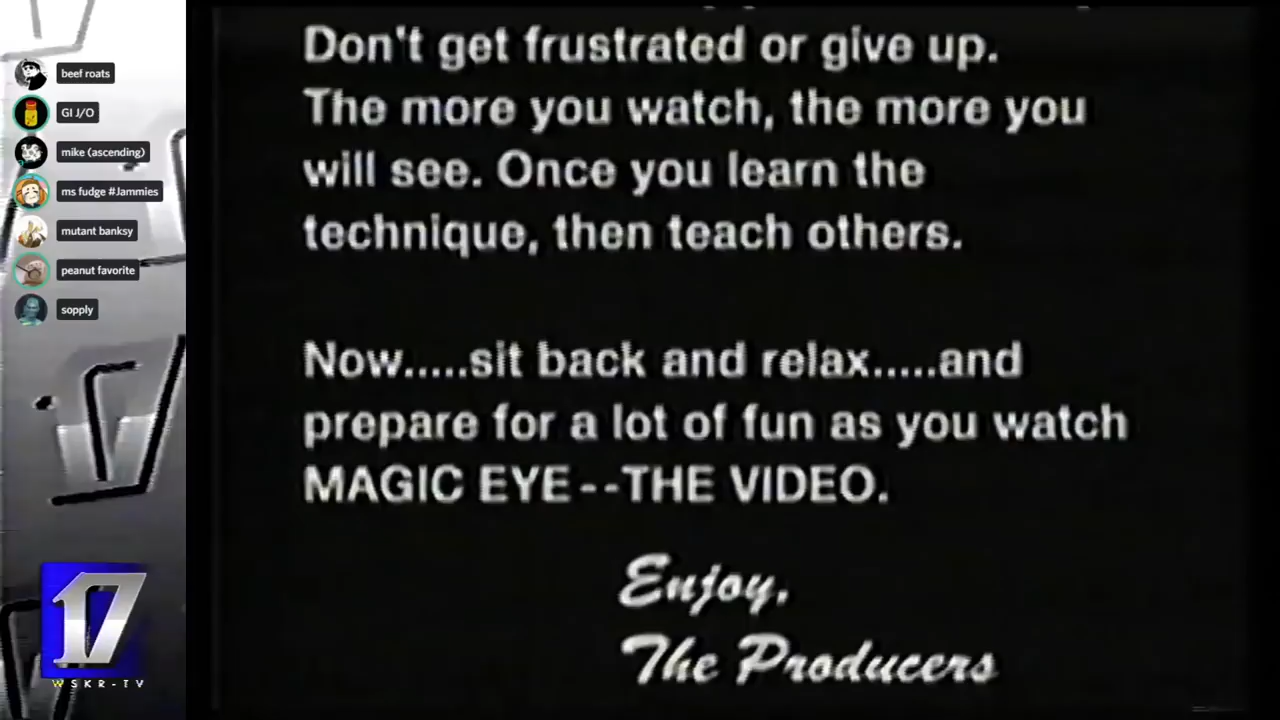 beef roats
GI J/O
mike (ascending)
ms fudge #Jammies
mutant banksy
peanut favorite
sopply
17
WSKR-TV
Don't get frustrated or give up.
The more you watch, the more you
will see. Once you learn the
technique, then teach others.
Now.....sit back and relax.....and
prepare for a lot of fun as you watch
MAGIC EYE--THE VIDEO.
Enjoy,
The Producers